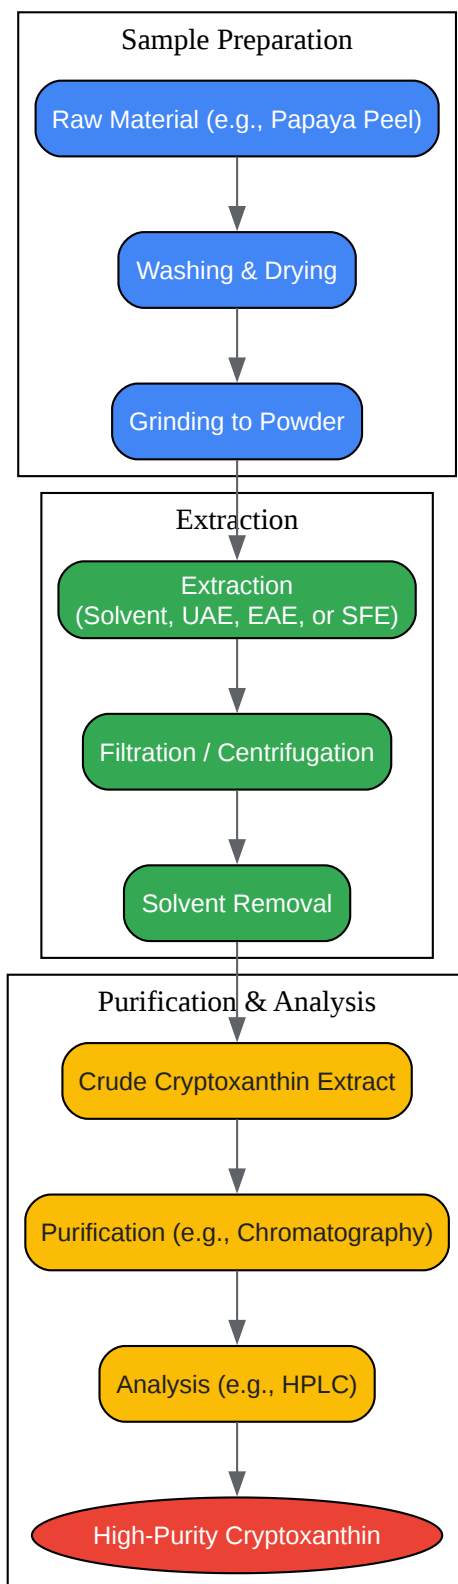 Sample Preparation
Raw Material (e.g., Papaya Peel)
Washing & Drying
Grinding to Powder
Extraction
Extraction
(Solvent, UAE, EAE, or SFE)
Filtration / Centrifugation
Solvent Removal
Purification & Analysis
Crude Cryptoxanthin Extract
Purification (e.g., Chromatography)
Analysis (e.g., HPLC)
High-Purity Cryptoxanthin